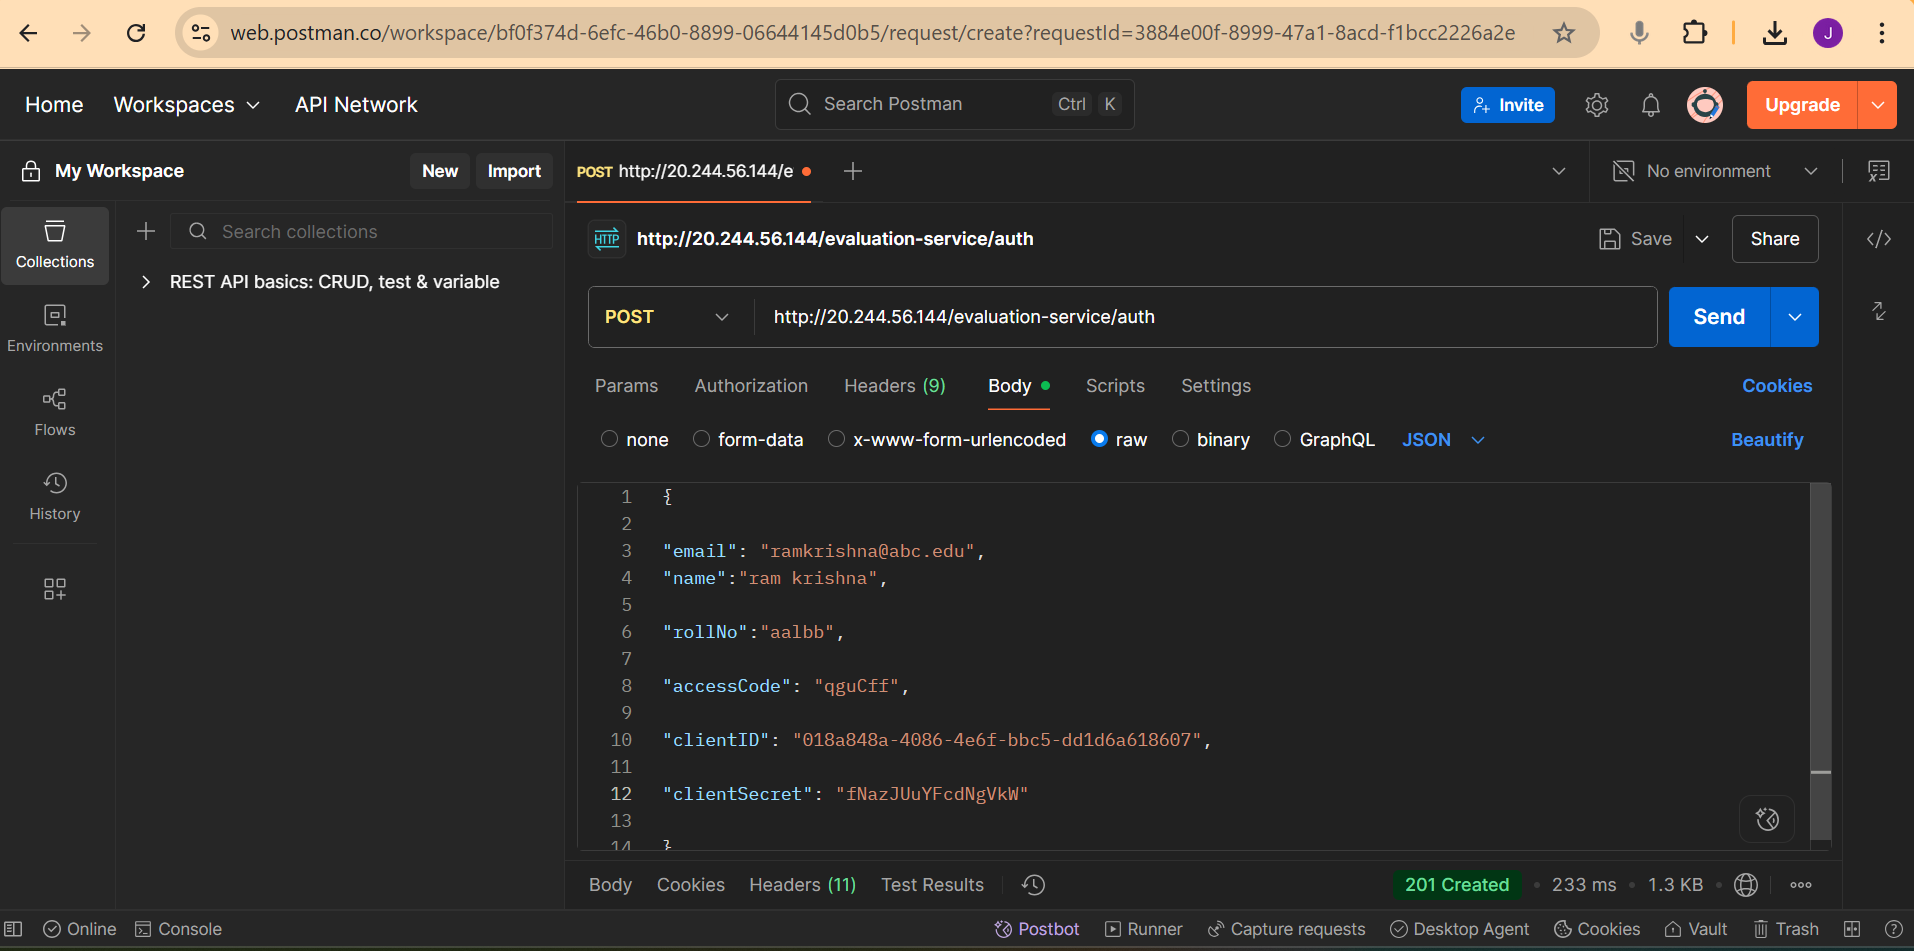 web.postman.co/workspace/bf0f374d-6efc-46b0-8899-06644145d0b5/request/create?requestId=3884e00f-8999-47a1-8acd-f1bcc2226a2e
J
Home Workspaces API Network
Search Postman Ctrl K
Invite
Upgrade
My Workspace
New Import
POST http://20.244.56.144/e
No environment
Collections
Search collections
REST API basics: CRUD, test & variable
Environments
Flows
History
HTTP http://20.244.56.144/evaluation-service/auth
Save Share
POST http://20.244.56.144/evaluation-service/auth
Send
Params Authorization Headers (9) Body Scripts Settings Cookies
none form-data x-www-form-urlencoded raw binary GraphQL JSON Beautify
1 {
2
3 "email": "ramkrishna@abc.edu",
4 "name":"ram krishna",
5
6 "rollNo":"aalbb",
7
8 "accessCode": "qguCff",
9
10 "clientID": "018a848a-4086-4e6f-bbc5-dd1d6a618607",
11
12 "clientSecret": "fNazJUuYFcdNgVkW"
13
14 }
Body Cookies Headers (11) Test Results
201 Created • 233 ms • 1.3 KB •
Online Console
Postbot Runner Capture requests Desktop Agent Cookies Vault Trash